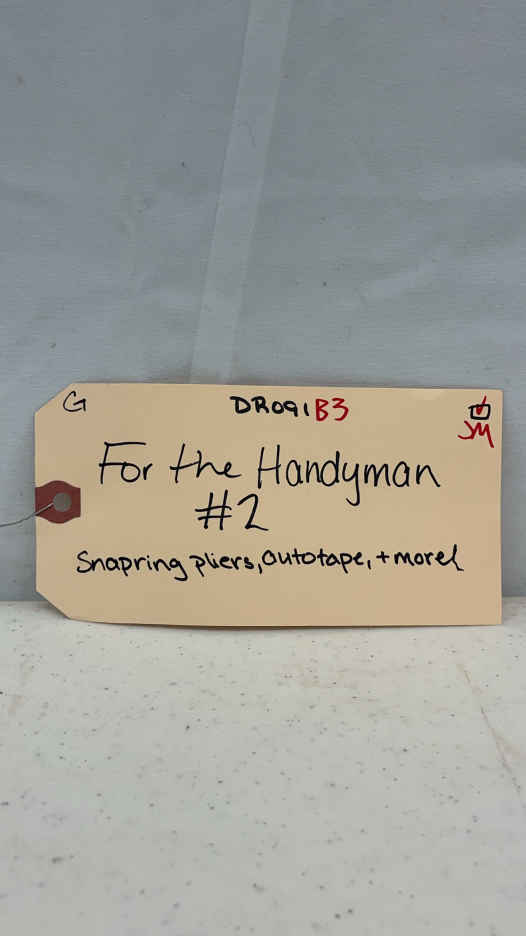 G DR091B3
JM
For the Handyman
#2
Snapring pliers, autotape, + more!